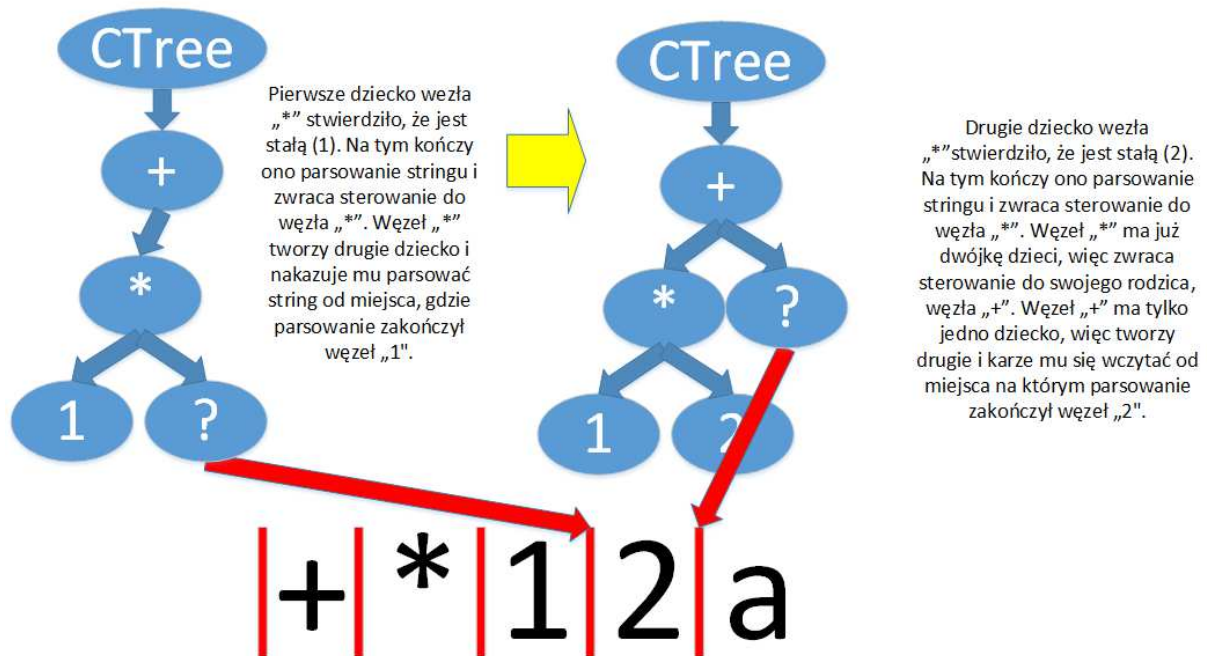 CTree
+
*
1
?
Pierwsze dziecko wezła
„*” stwierdziło, że jest
stałą (1). Na tym kończy
ono parsowanie stringu i
zwraca sterowanie do
węzła „*”. Węzeł „*”
tworzy drugie dziecko i
nakazuje mu parsować
string od miejsca, gdzie
parsowanie zakończył
węzeł „1".
CTree
+
*
?
1
2
Drugie dziecko wezła
„*”stwierdziło, że jest stałą (2).
Na tym kończy ono parsowanie
stringu i zwraca sterowanie do
węzła „*”. Węzeł „*” ma już
dwójkę dzieci, więc zwraca
sterowanie do swojego rodzica,
węzła „+”. Węzeł „+” ma tylko
jedno dziecko, więc tworzy
drugie i karze mu się wczytać od
miejsca na którym parsowanie
zakończył węzeł „2".
+ * 1 2 a